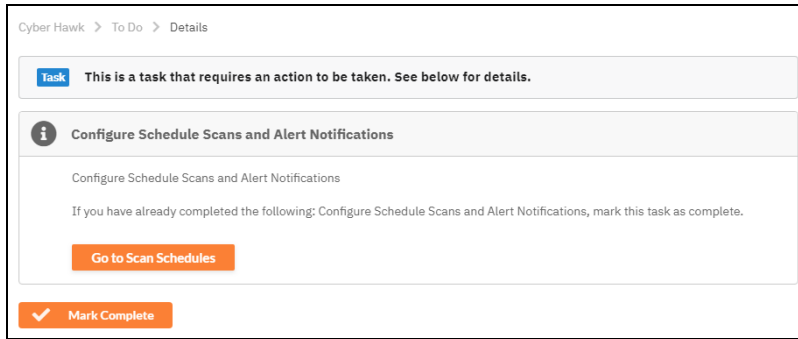 Cyber Hawk > To Do > Details
Task This is a task that requires an action to be taken. See below for details.
Configure Schedule Scans and Alert Notifications
Configure Schedule Scans and Alert Notifications
If you have already completed the following: Configure Schedule Scans and Alert Notifications, mark this task as complete.
Go to Scan Schedules
Mark Complete